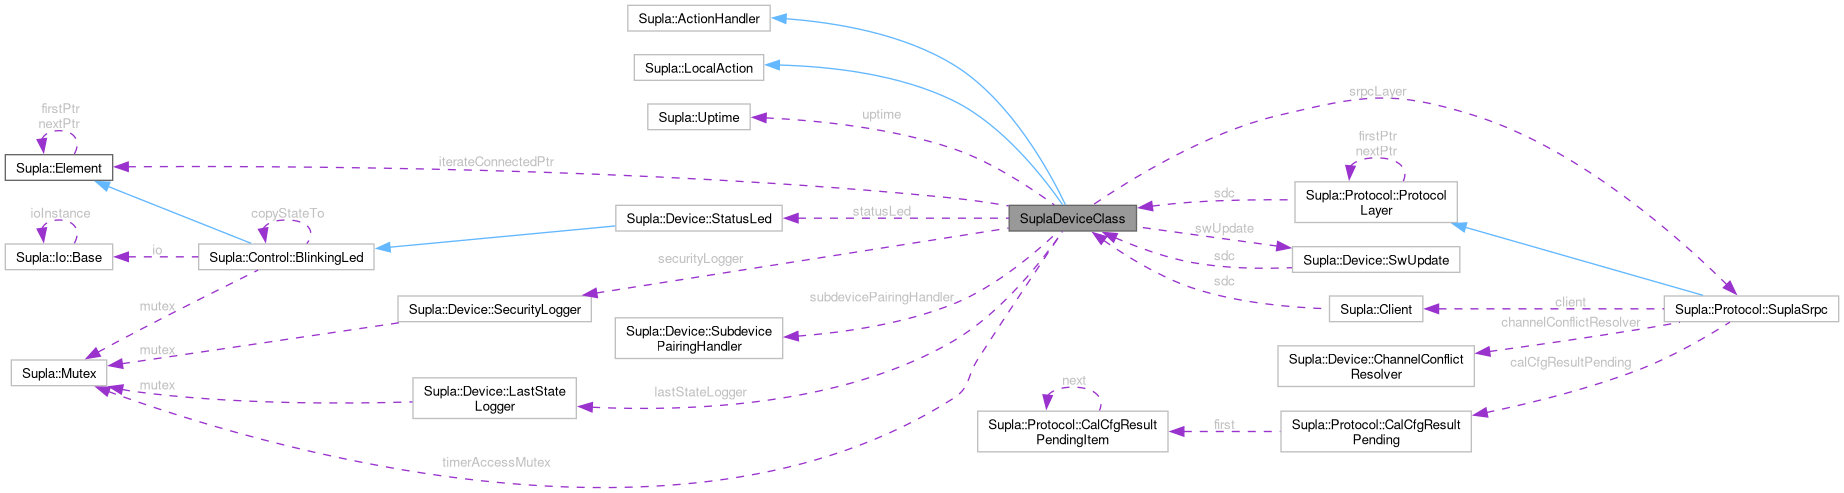 Supla::ActionHandler
Supla::LocalAction
Supla::Uptime
uptime
srpcLayer
firstPtr
nextPtr
Supla::Element
iterateConnectedPtr
ioInstance
Supla::Io::Base
io
copyStateTo
Supla::Control::BlinkingLed
Supla::Device::StatusLed
statusLed
SuplaDeviceClass
firstPtr
nextPtr
Supla::Protocol::Protocol
Layer
sdc
swUpdate
sdc
Supla::Device::SwUpdate
sdc
Supla::Client
client
Supla::Protocol::SuplaSrpc
channelConflictResolver
Supla::Device::ChannelConflict
Resolver
calCfgResultPending
Supla::Protocol::CalCfgResult
Pending
first
next
Supla::Protocol::CalCfgResult
PendingItem
securityLogger
mutex
Supla::Device::SecurityLogger
subdevicePairingHandler
Supla::Device::Subdevice
PairingHandler
mutex
Supla::Mutex
mutex
Supla::Device::LastState
Logger
lastStateLogger
timerAccessMutex